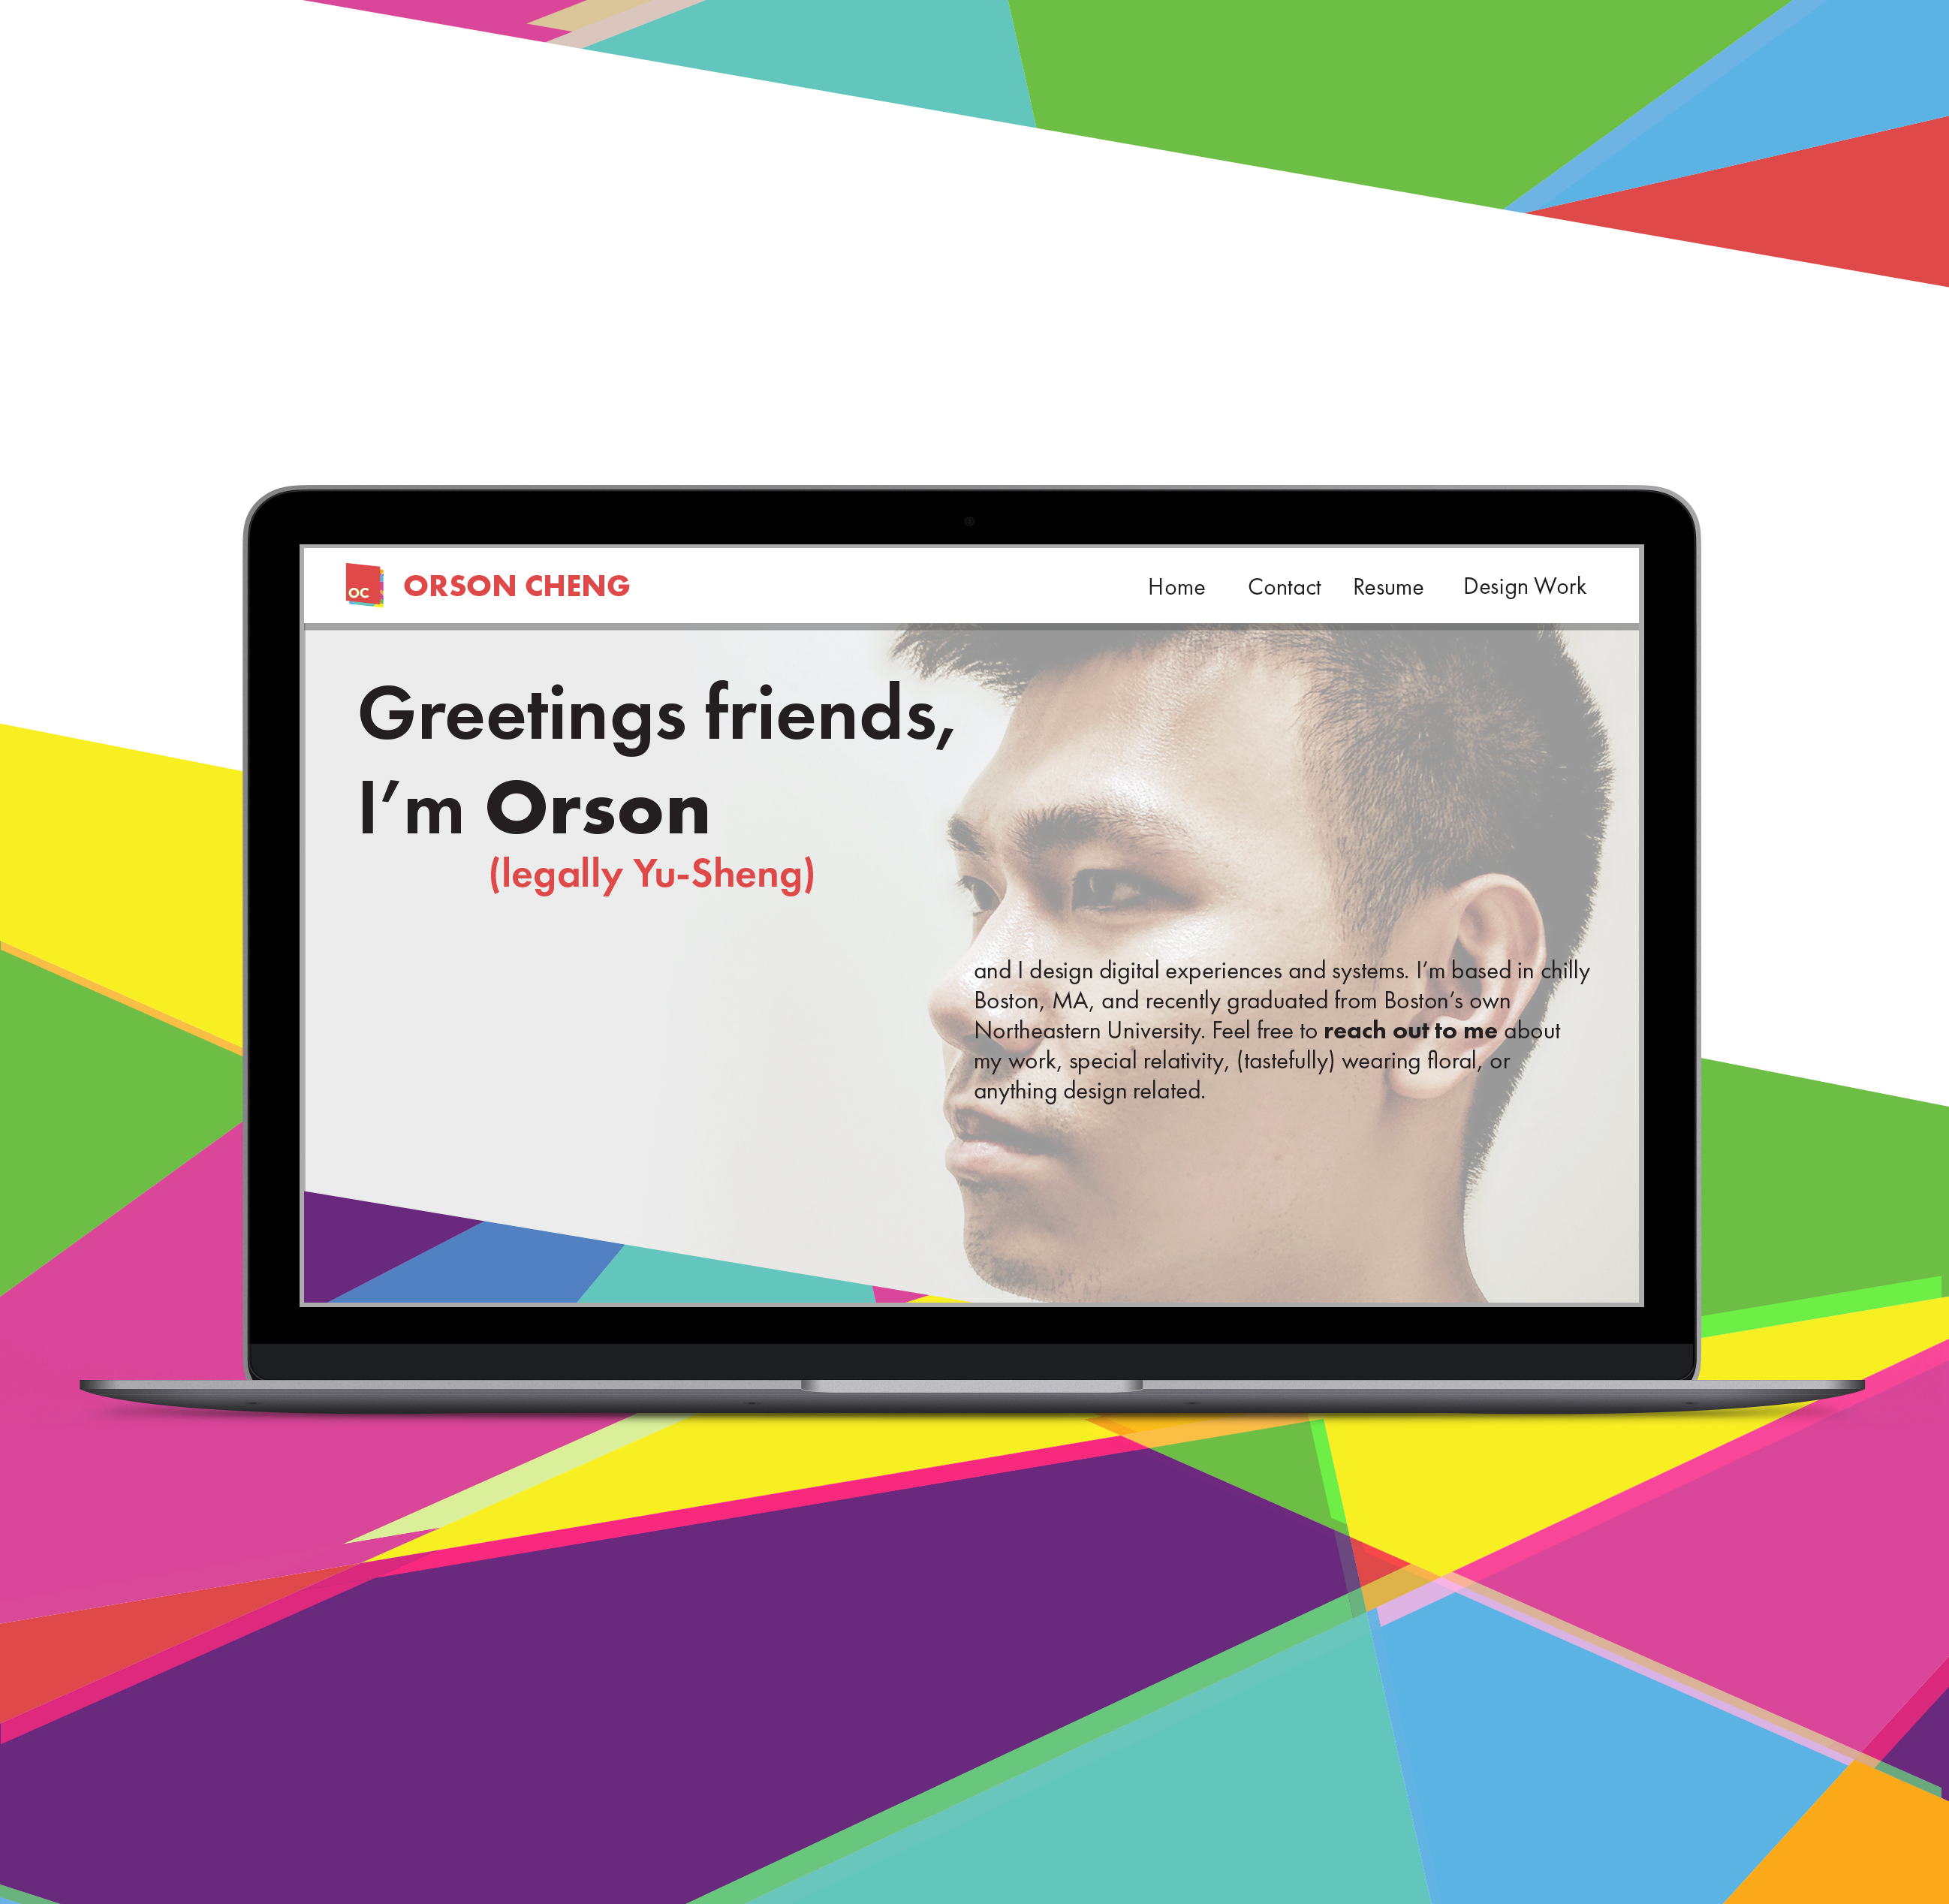 OC
ORSON CHENG
Home Contact Resume Design Work
Greetings friends,
I’m Orson
(legally Yu-Sheng)
and I design digital experiences and systems. I’m based in chilly
Boston, MA, and recently graduated from Boston’s own
Northeastern University. Feel free to reach out to me about
my work, special relativity, (tastefully) wearing floral, or
anything design related.